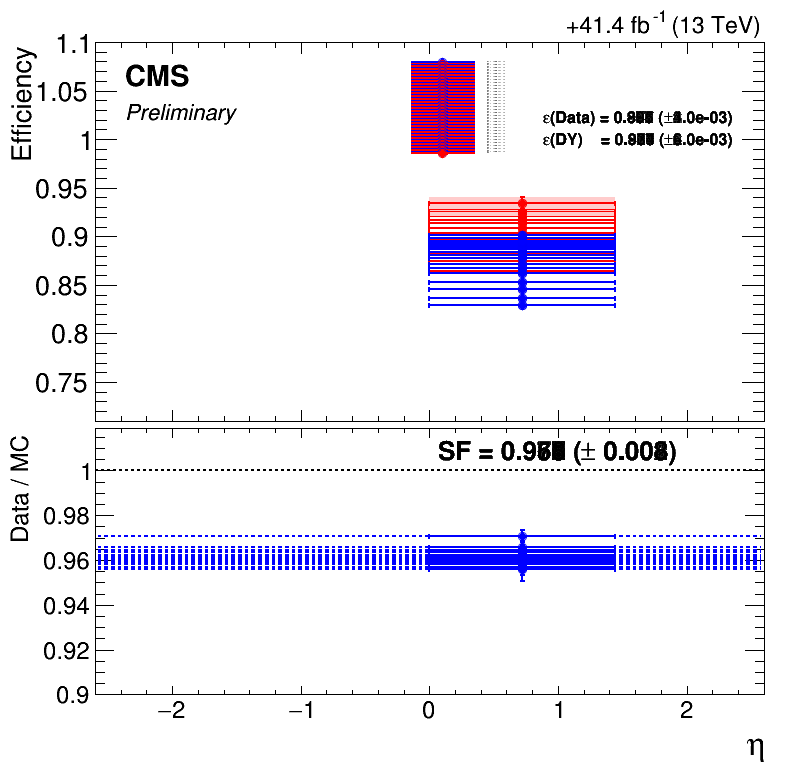 +41.4 fb-1 (13 TeV)
Efficiency
CMS
Preliminary
ε(Data) = (±
ε(DY) = (±
1.1
1.05
1
0.95
0.9
0.85
0.8
0.75
Data / MC
SF = (±
1
0.98
0.96
0.94
0.92
0.9
−2 −1 0 1 2
η